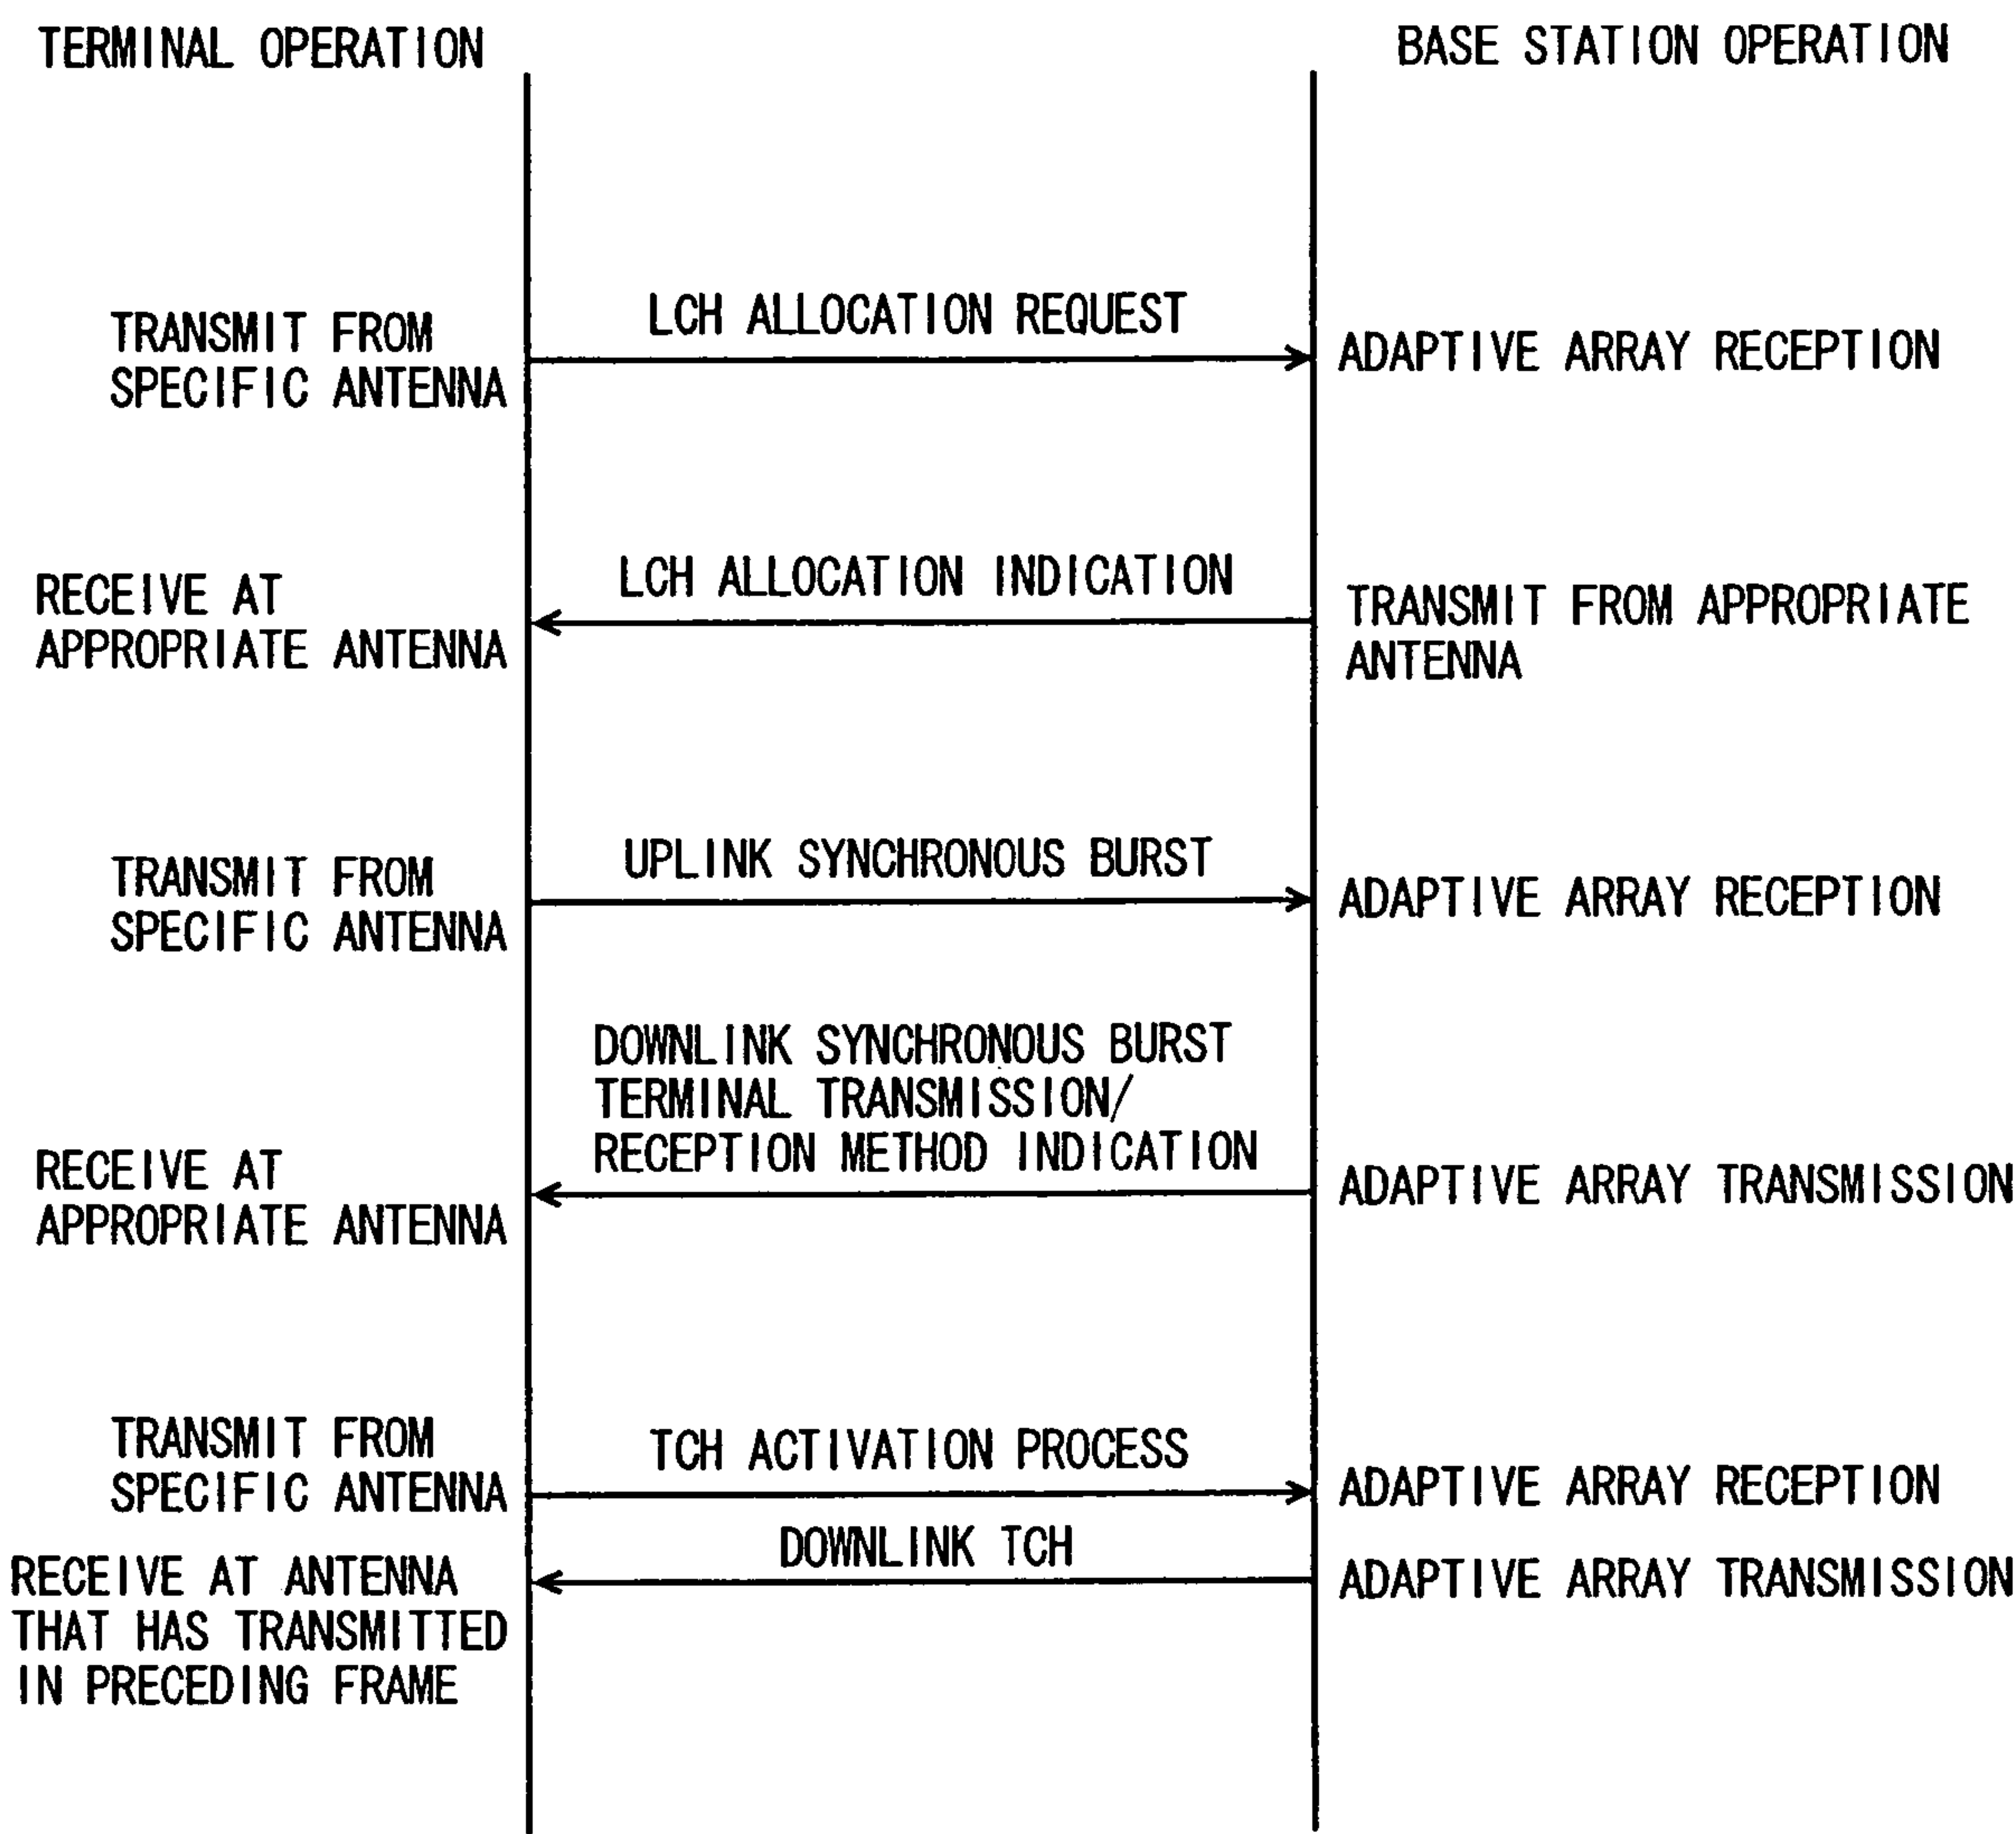 TERMINAL OPERATION
BASE STATION OPERATION
TRANSMIT FROM
SPECIFIC ANTENNA
LCH ALLOCATION REQUEST
ADAPTIVE ARRAY RECEPTION
RECEIVE AT
APPROPRIATE ANTENNA
LCH ALLOCATION INDICATION
TRANSMIT FROM APPROPRIATE
ANTENNA
TRANSMIT FROM
SPECIFIC ANTENNA
UPLINK SYNCHRONOUS BURST
ADAPTIVE ARRAY RECEPTION
DOWNLINK SYNCHRONOUS BURST
TERMINAL TRANSMISSION/
RECEPTION METHOD INDICATION
RECEIVE AT
APPROPRIATE ANTENNA
ADAPTIVE ARRAY TRANSMISSION
TRANSMIT FROM
SPECIFIC ANTENNA
TCH ACTIVATION PROCESS
ADAPTIVE ARRAY RECEPTION
DOWNLINK TCH
RECEIVE AT ANTENNA
THAT HAS TRANSMITTED
IN PRECEDING FRAME
ADAPTIVE ARRAY TRANSMISSION